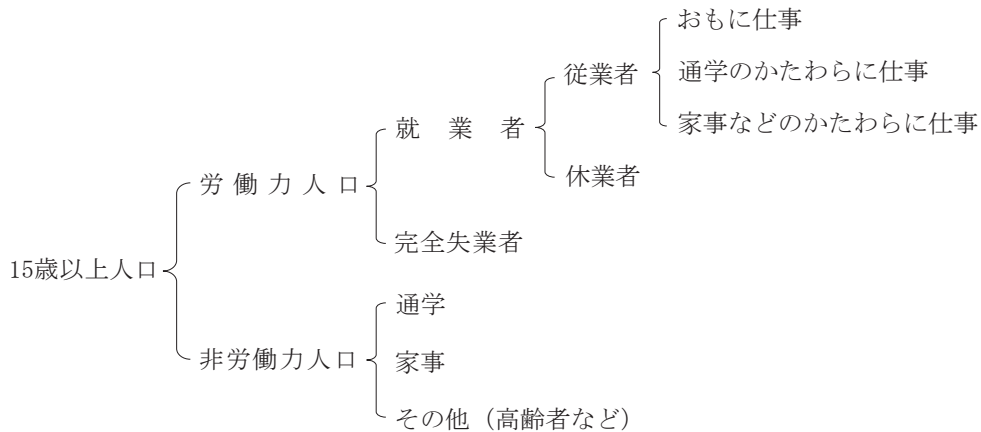 おもに仕事
従業者
通学のかたわらに仕事
家事などのかたわらに仕事
就業者
休業者
労働力人口
完全失業者
15歳以上人口
通学
非労働力人口
家事
その他（高齢者など）